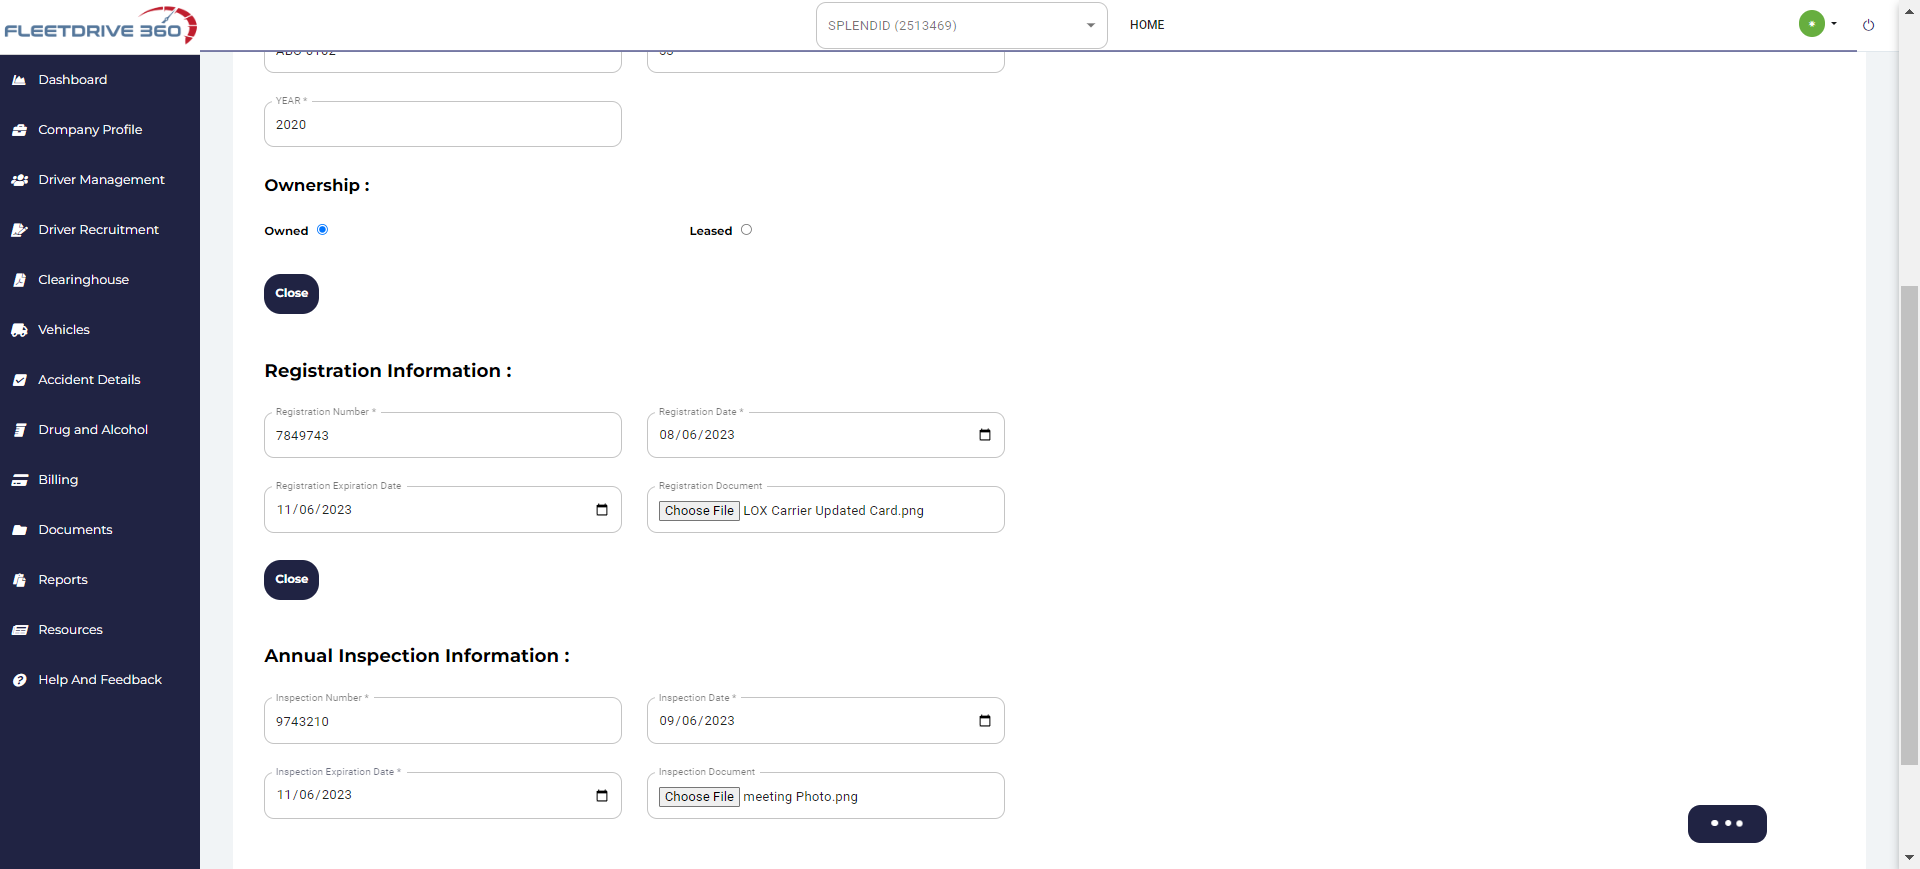 FLEETDRIVE 360
SPLENDID (2513469)
HOME
Dashboard
Company Profile
Driver Management
Driver Recruitment
Clearinghouse
Vehicles
Accident Details
Drug and Alcohol
Billing
Documents
Reports
Resources
Help And Feedback
YEAR *
2020
Ownership :
Owned
Leased
Close
Registration Information :
Registration Number *
7849743
Registration Date *
08/06/2023
Registration Expiration Date
11/06/2023
Registration Document
Choose File LOX Carrier Updated Card.png
Close
Annual Inspection Information :
Inspection Number *
9743210
Inspection Date *
09/06/2023
Inspection Expiration Date *
11/06/2023
Inspection Document
Choose File meeting Photo.png